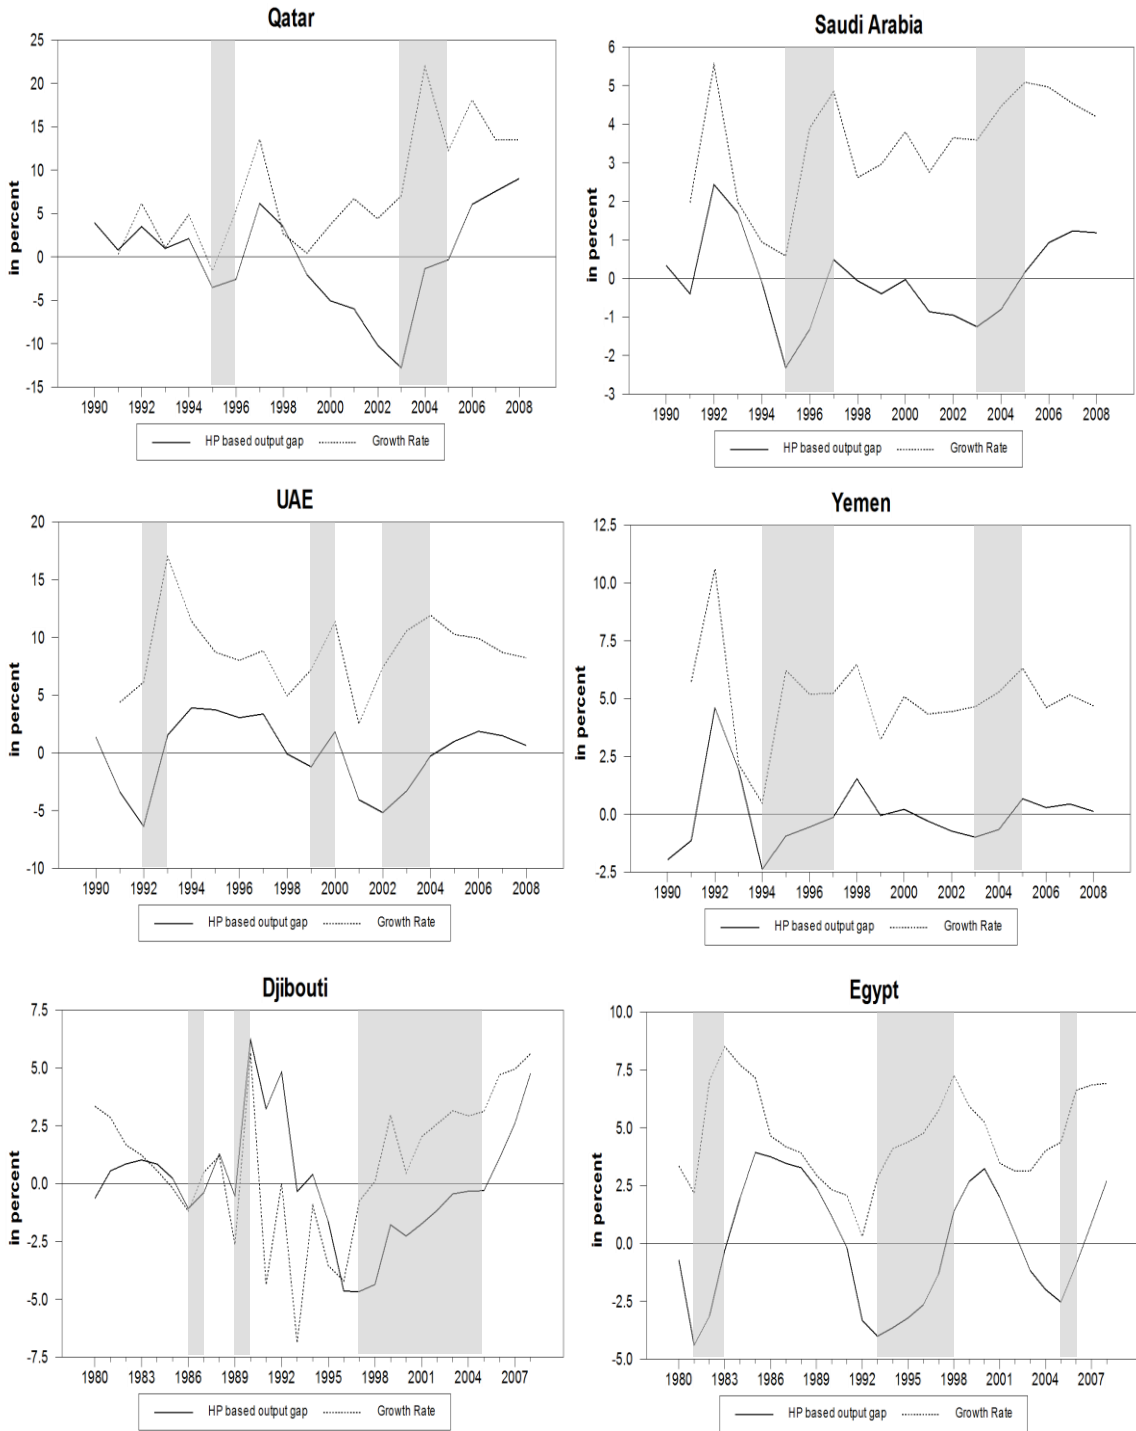 Qatar
in percent
25
20
15
10
5
0
-5
-10
-15
1990 1992 1994 1996 1998 2000 2002 2004 2006 2008
HP based output gap Growth Rate
Saudi Arabia
in percent
6
5
4
3
2
1
0
-1
-2
-3
1990 1992 1994 1996 1998 2000 2002 2004 2006 2008
HP based output gap Growth Rate
UAE
in percent
20
15
10
5
0
-5
-10
1990 1992 1994 1996 1998 2000 2002 2004 2006 2008
HP based output gap Growth Rate
Yemen
in percent
12.5
10.0
7.5
5.0
2.5
0.0
-2.5
1990 1992 1994 1996 1998 2000 2002 2004 2006 2008
HP based output gap Growth Rate
Djibouti
in percent
7.5
5.0
2.5
0.0
-2.5
-5.0
-7.5
1980 1983 1986 1989 1992 1995 1998 2001 2004 2007
HP based output gap Growth Rate
Egypt
in percent
10.0
7.5
5.0
2.5
0.0
-2.5
-5.0
1980 1983 1986 1989 1992 1995 1998 2001 2004 2007
HP based output gap Growth Rate